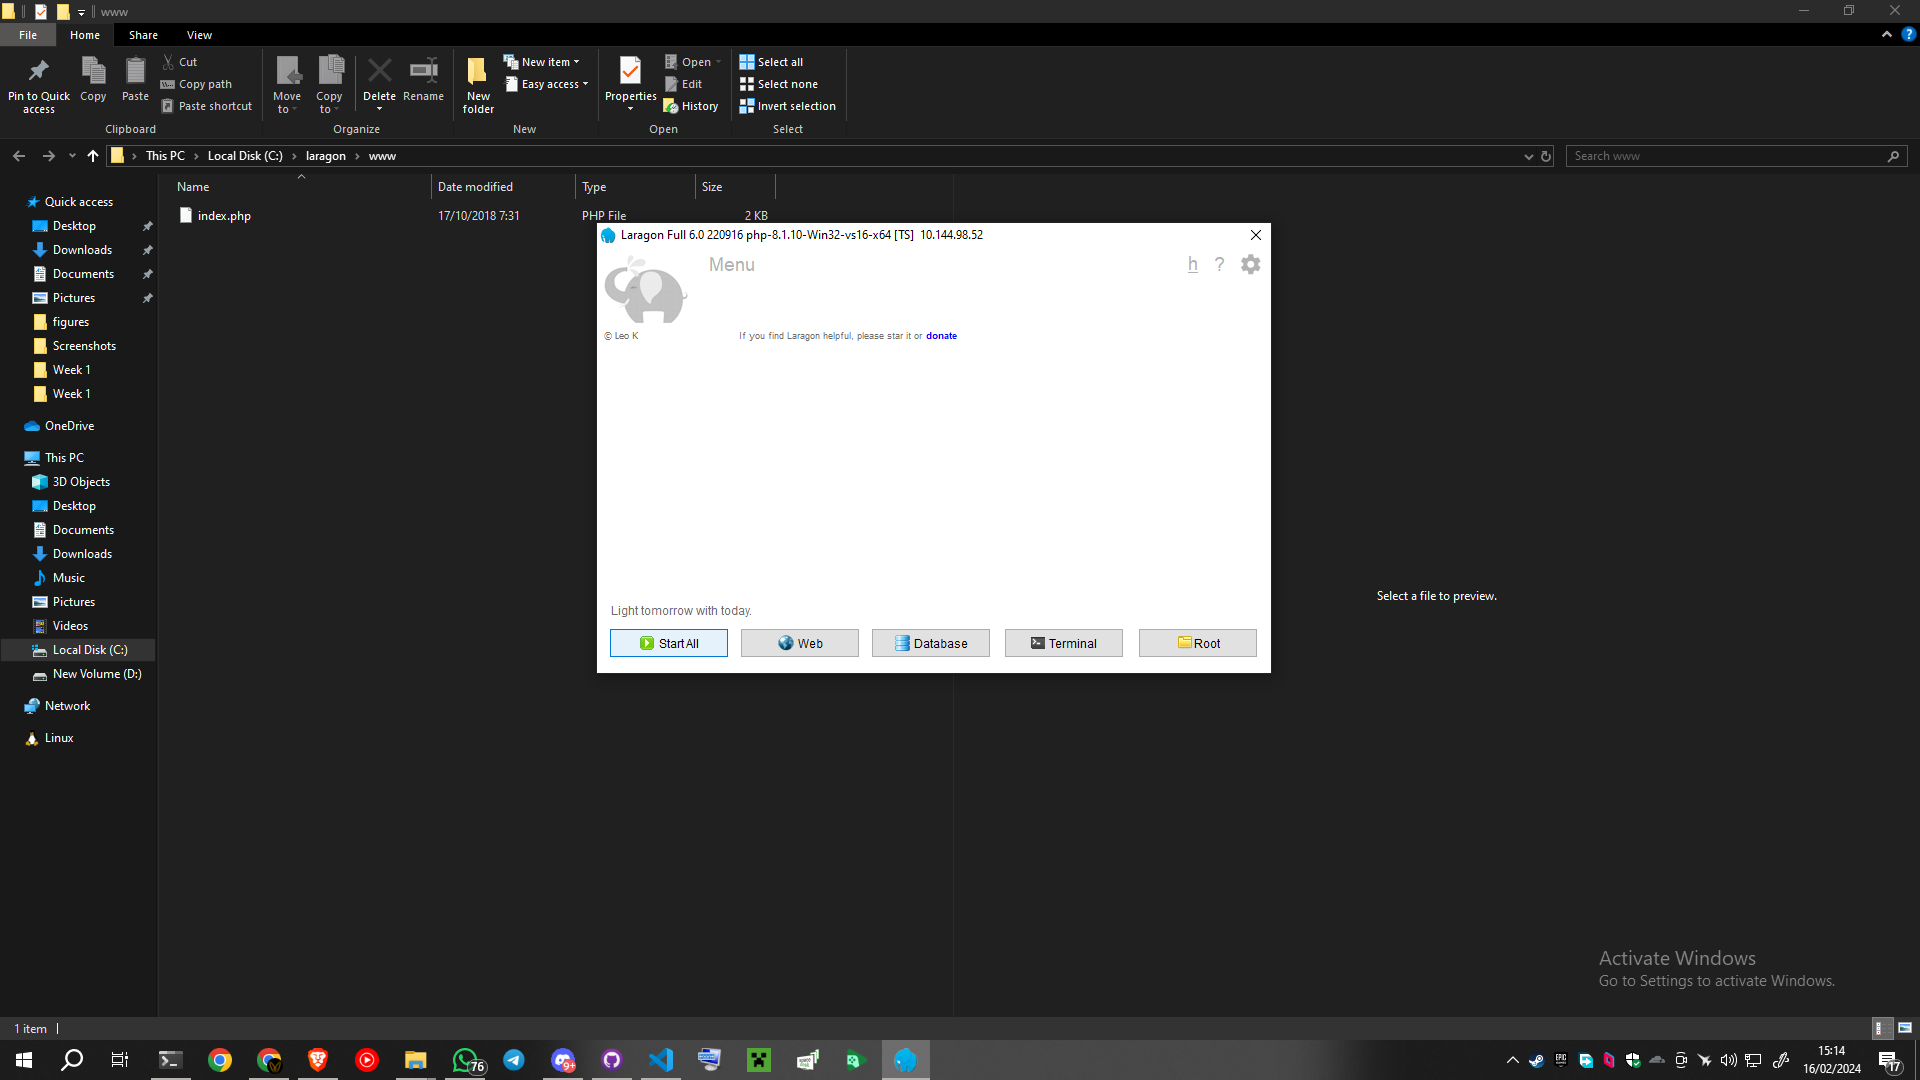 www
File
Home
Share
View
Pin to Quick access
Copy
Paste
Cut
Copy path
Paste shortcut
Clipboard
Move to
Copy to
Delete
Rename
Organize
New folder
New item
Easy access
New
Properties
Open
Edit
History
Open
Select all
Select none
Invert selection
Select
This PC
Local Disk (C:)
laragon
www
Search www
Name
Date modified
Type
Size
index.php
17/10/2018 7:31
PHP File
2 KB
Quick access
Desktop
Downloads
Documents
Pictures
figures
Screenshots
Week 1
Week 1
OneDrive
This PC
3D Objects
Desktop
Documents
Downloads
Music
Pictures
Videos
Local Disk (C:)
New Volume (D:)
Network
Linux
Laragon Full 6.0 220916 php-8.1.10-Win32-vs16-x64 [TS] 10.144.98.52
Menu
h
?
© Leo K
If you find Laragon helpful, please star it or donate
Light tomorrow with today.
Start All
Web
Database
Terminal
Root
Select a file to preview.
Activate Windows
Go to Settings to activate Windows.
1 item
76
9+
15:14
16/02/2024
17